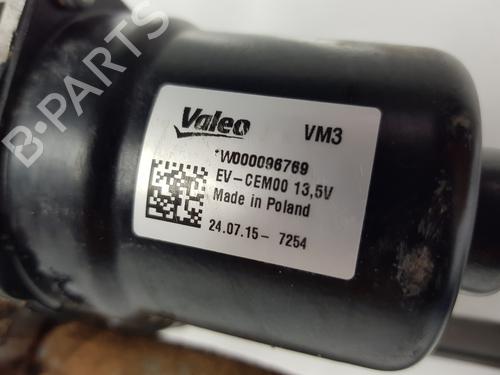 Valeo VM3
*W000096769
EV-CEM00 13,5V
Made in Poland
24.07.15- 7254
B-PARTS